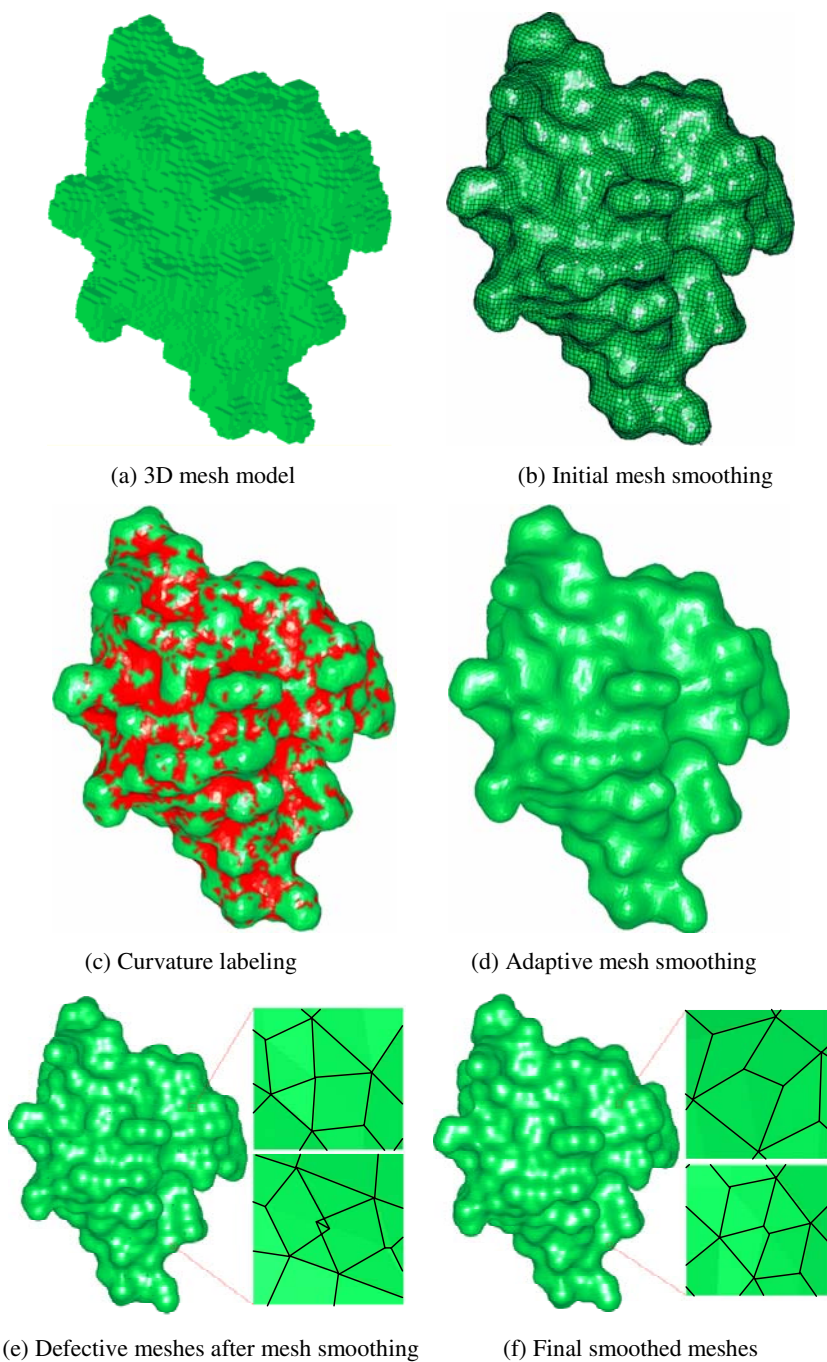 (a) 3D mesh model
(b) Initial mesh smoothing
(c) Curvature labeling
(d) Adaptive mesh smoothing
(e) Defective meshes after mesh smoothing
(f) Final smoothed meshes